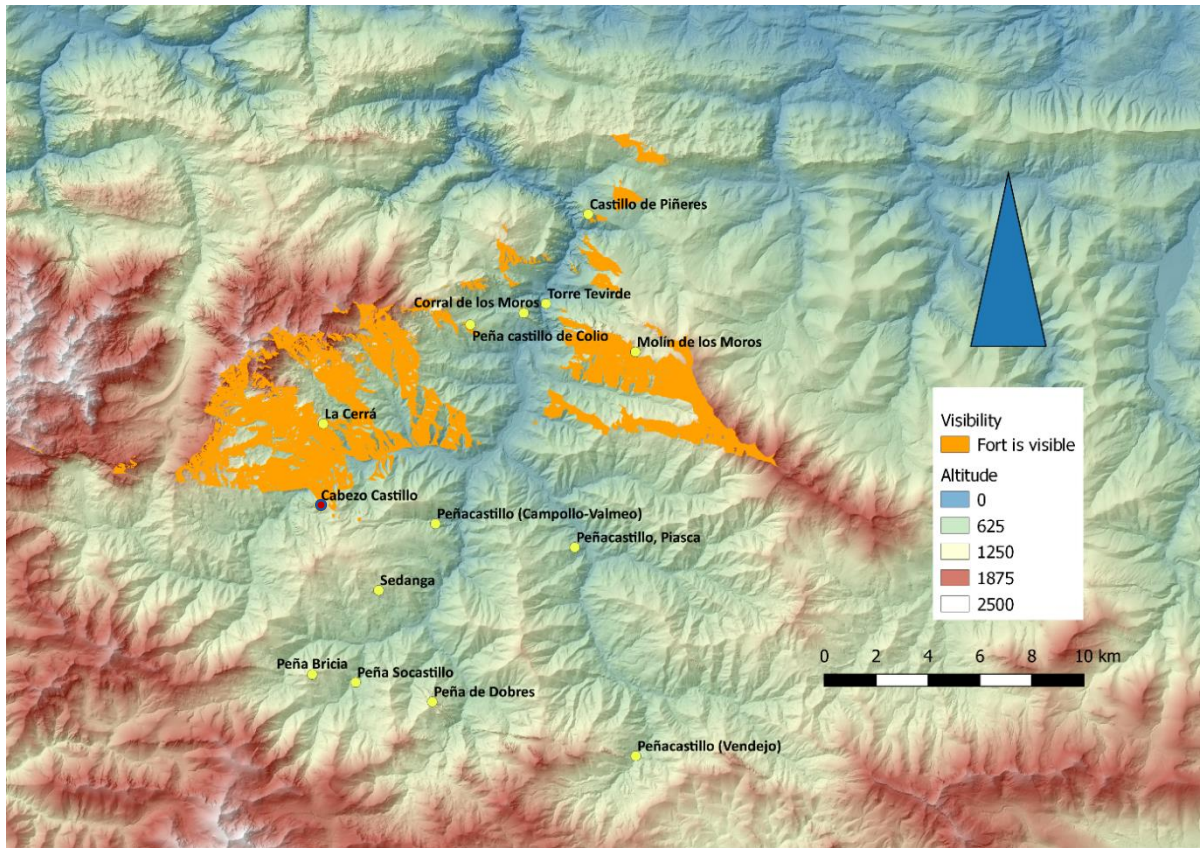 Castillo de Piñeres
Torre Tevirde
Corral de los Moros
Peña castillo de Colio
Molín de los Moros
La Cerrá
Cabezo Castillo
Peñacastillo (Campollo-Valmeo)
Peñacastillo, Piasca
Sedanga
Peña Bricia
Peña Socastillo
Peña de Dobres
Peñacastillo (Vendejo)
Visibility
Fort is visible
Altitude
0
625
1250
1875
2500
0 2 4 6 8 10 km